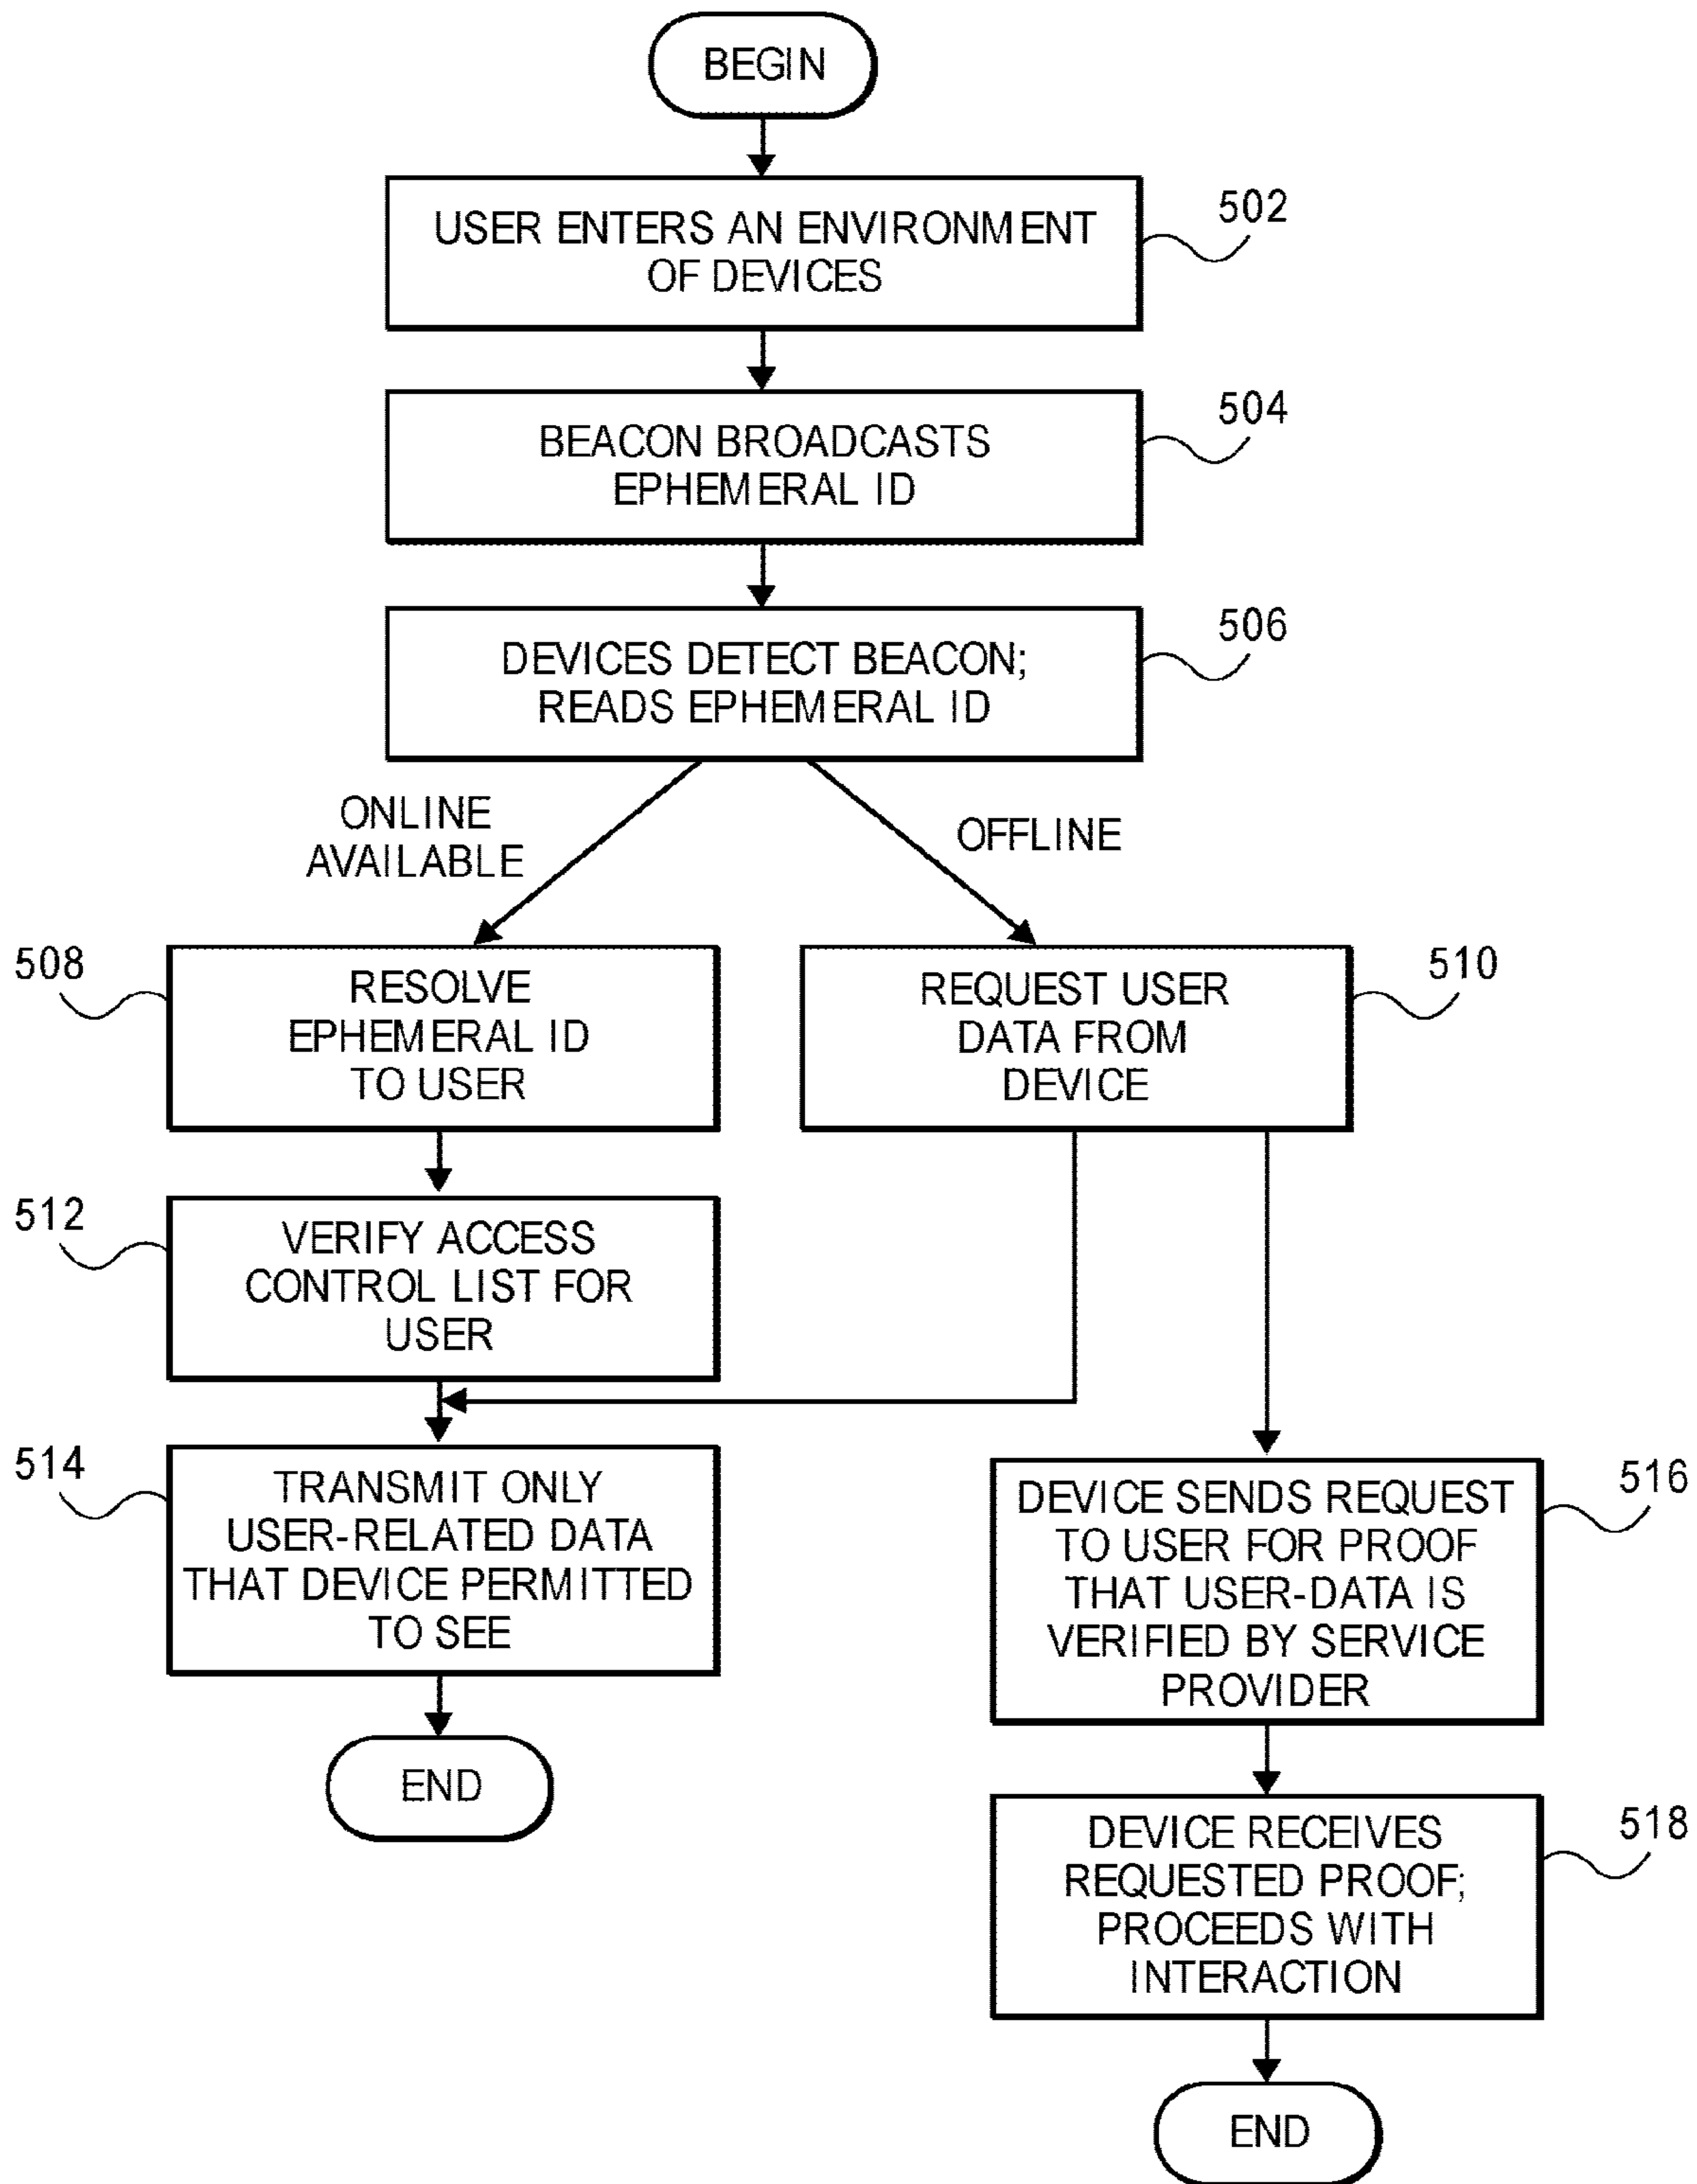 BEGIN
USER ENTERS AN ENVIRONMENT
OF DEVICES
502
BEACON BROADCASTS
EPHEMERAL ID
504
DEVICES DETECT BEACON;
READS EPHEMERAL ID
506
ONLINE
AVAILABLE
OFFLINE
508
RESOLVE
EPHEMERAL ID
TO USER
REQUEST USER
DATA FROM
DEVICE
510
512
VERIFY ACCESS
CONTROL LIST FOR
USER
514
TRANSMIT ONLY
USER-RELATED DATA
THAT DEVICE PERMITTED
TO SEE
END
DEVICE SENDS REQUEST
TO USER FOR PROOF
THAT USER-DATA IS
VERIFIED BY SERVICE
PROVIDER
516
DEVICE RECEIVES
REQUESTED PROOF;
PROCEEDS WITH
INTERACTION
518
END